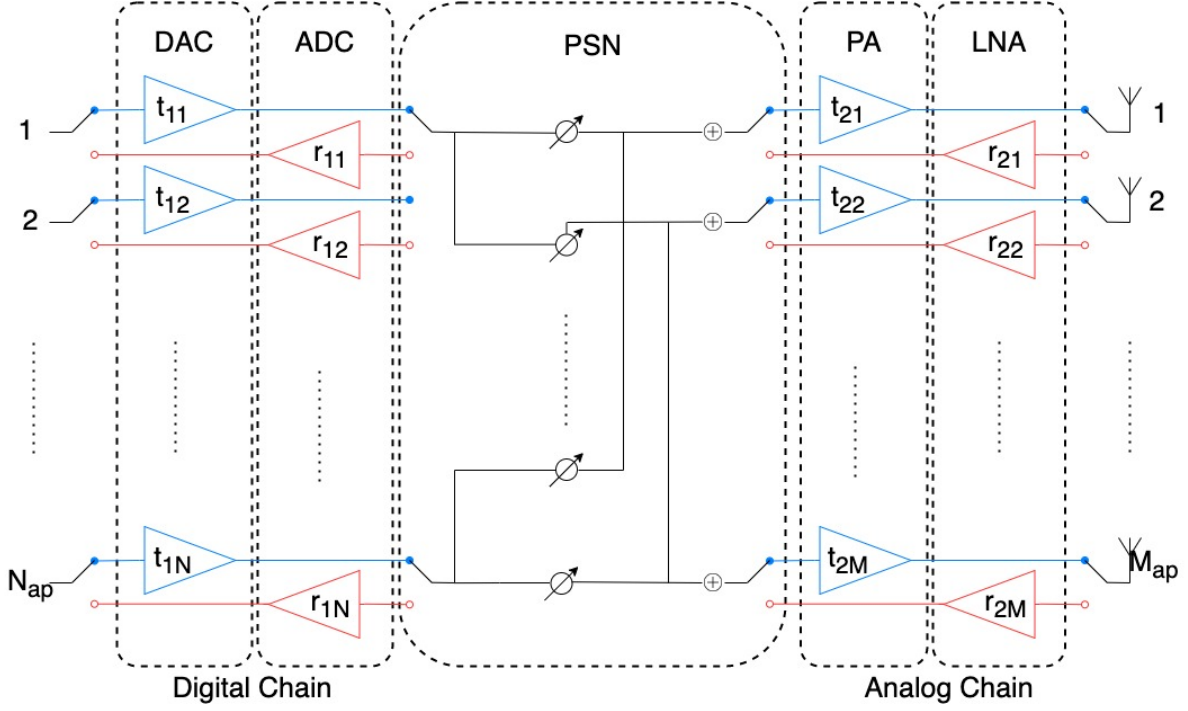 DAC ADC PSN PA LNA
1 t11 t21 1
r11 r21
2 t12 t22 2
r12 r22
Nap t1N t2M Map
r1N r2M
Digital Chain Analog Chain